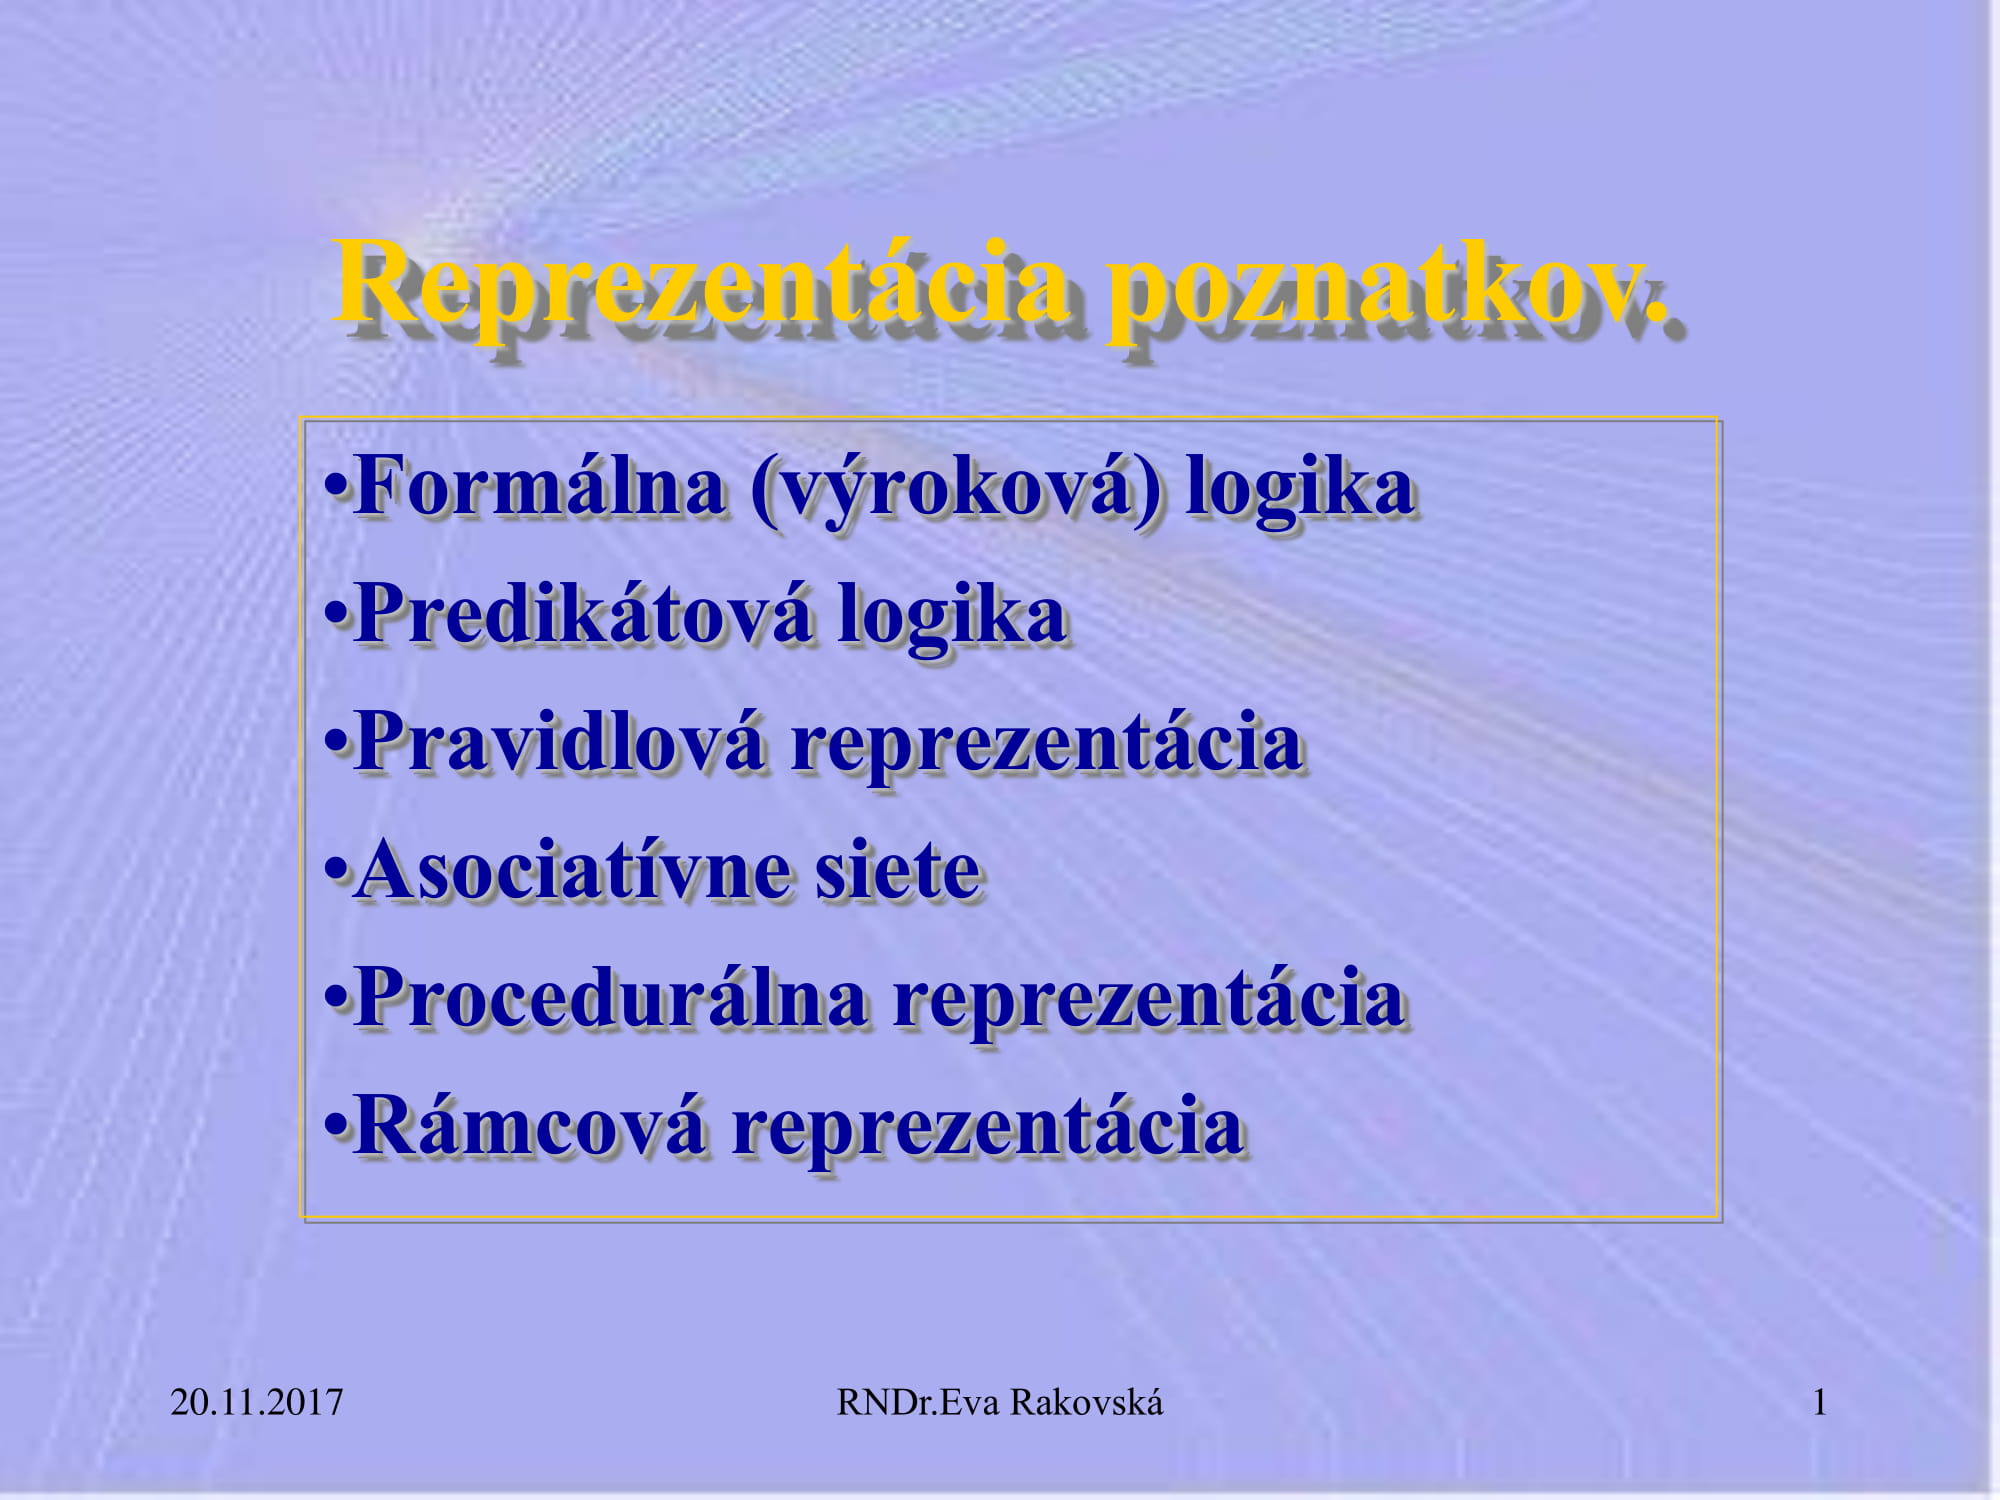 Reprezentácia poznatkov.
•Formálna (výroková) logika
•Predikátová logika
•Pravidlová reprezentácia
•Asociatívne siete
•Procedurálna reprezentácia
•Rámcová reprezentácia
20.11.2017
RNDr.Eva Rakovská
1